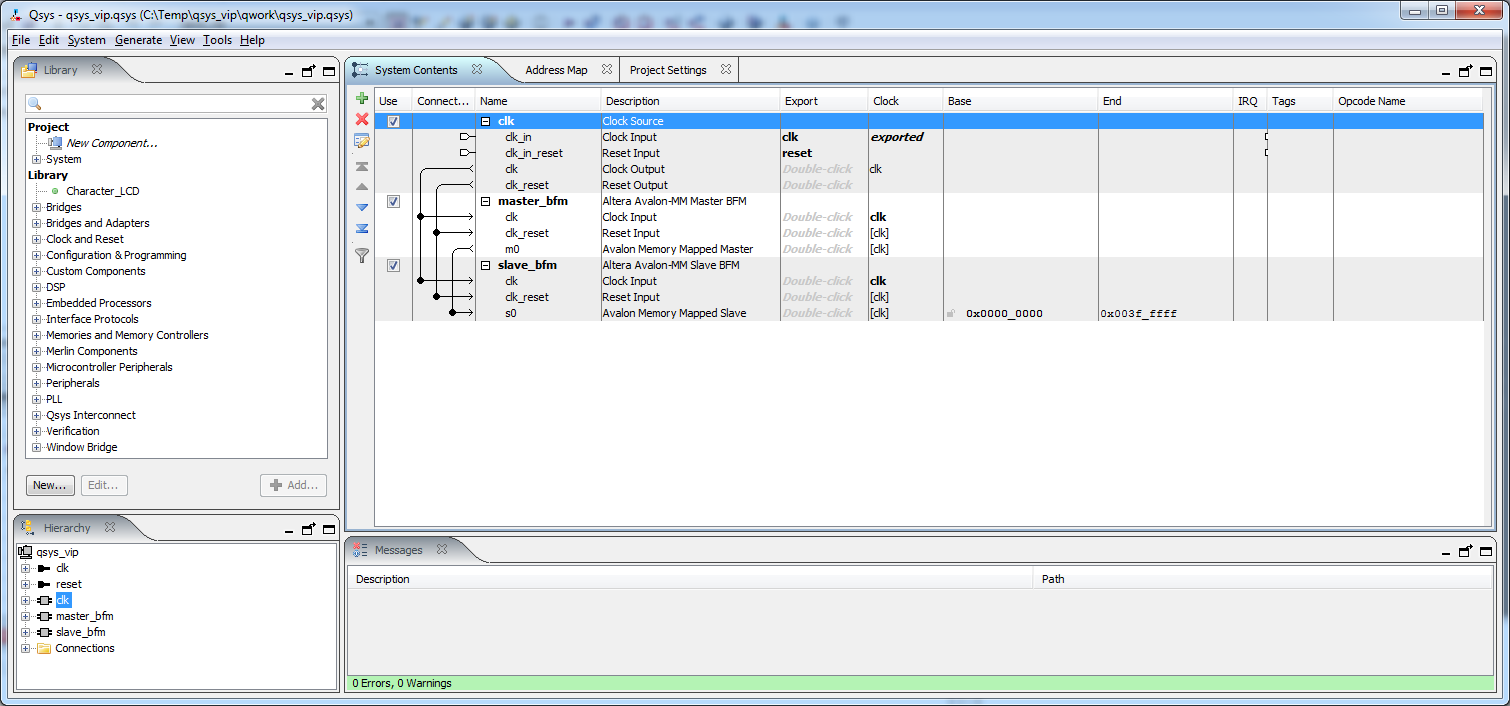 Qsys - qsys_vip.qsys (C:\Temp\qsys_vip\qwork\qsys_vip.qsys)
File Edit System Generate View Tools Help
Library
Project
New Component...
System
Library
Character_LCD
Bridges
Bridges and Adapters
Clock and Reset
Configuration & Programming
Custom Components
DSP
Embedded Processors
Interface Protocols
Memories and Memory Controllers
Merlin Components
Microcontroller Peripherals
Peripherals
PLL
Qsys Interconnect
Verification
Window Bridge
New... Edit... Add...
Hierarchy
qsys_vip
clk
reset
clk
master_bfm
slave_bfm
Connections
System Contents Address Map Project Settings
Use Connect... Name Description Export Clock Base End IRQ Tags Opcode Name
clk Clock Source
clk_in Clock Input clk exported
clk_in_reset Reset Input reset
clk Clock Output Double-click clk
clk_reset Reset Output Double-click
master_bfm Altera Avalon-MM Master BFM
clk Clock Input Double-click clk
clk_reset Reset Input Double-click [clk]
m0 Avalon Memory Mapped Master Double-click [clk]
slave_bfm Altera Avalon-MM Slave BFM
clk Clock Input Double-click clk
clk_reset Reset Input Double-click [clk]
s0 Avalon Memory Mapped Slave Double-click [clk] 0x0000_0000 0x003f_ffff
Messages
Description Path
0 Errors, 0 Warnings